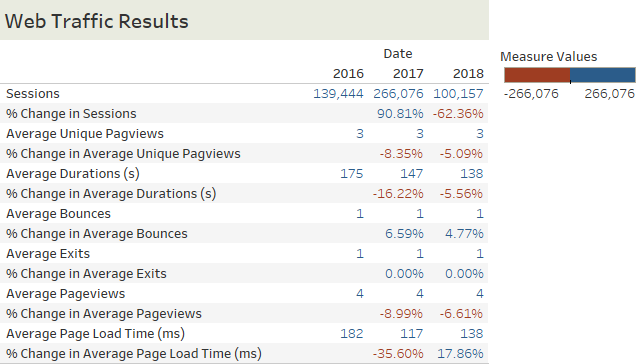 Web Traffic Results
Date
2016 2017 2018
Sessions 139,444 266,076 100,157
% Change in Sessions 90.81% -62.36%
Average Unique Pagviews 3 3 3
% Change in Average Unique Pagviews -8.35% -5.09%
Average Durations (s) 175 147 138
% Change in Average Durations (s) -16.22% -5.56%
Average Bounces 1 1 1
% Change in Average Bounces 6.59% 4.77%
Average Exits 1 1 1
% Change in Average Exits 0.00% 0.00%
Average Pageviews 4 4 4
% Change in Average Pageviews -8.99% -6.61%
Average Page Load Time (ms) 182 117 138
% Change in Average Page Load Time (ms) -35.60% 17.86%
Measure Values
-266,076 266,076